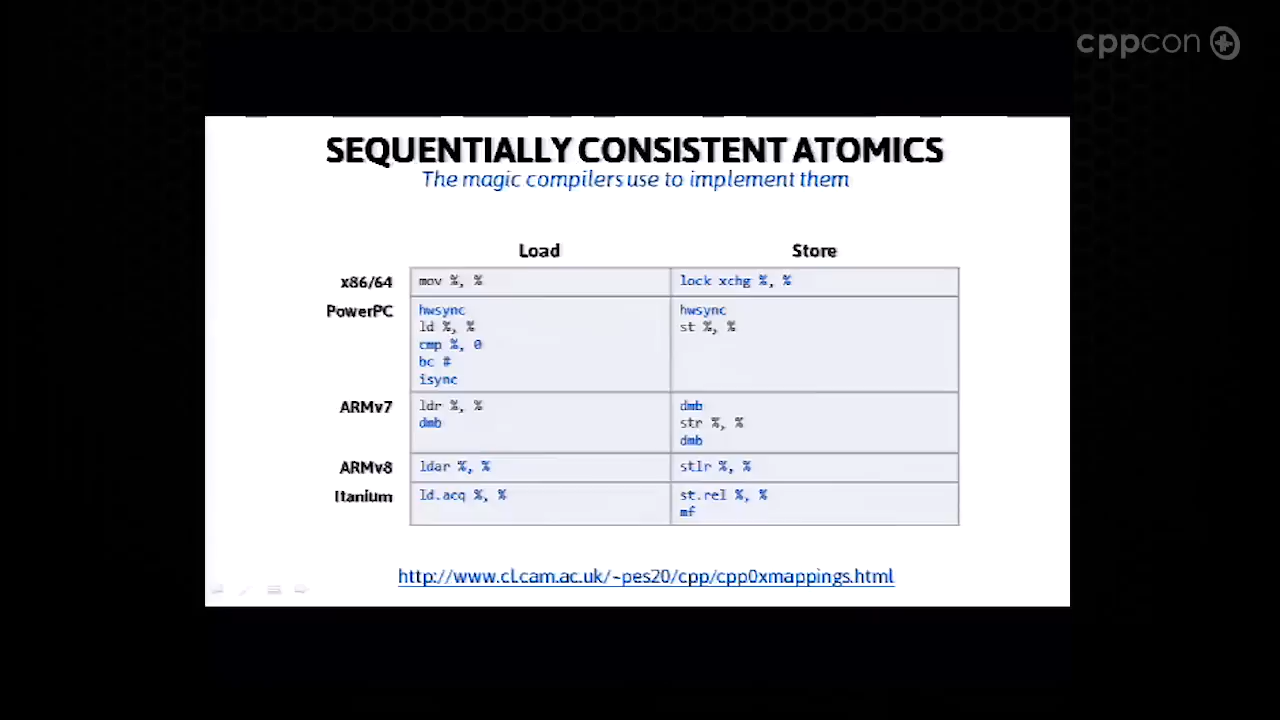 cppcon
SEQUENTIALLY CONSISTENT ATOMICS
The magic compilers use to implement them
Load Store
x86/64 mov %, % lock xchg %, %
PowerPC hwsync hwsync
ld %, % st %, %
cmp %, 0
bc #
isync
ARMv7 ldr %, % dmb
dmb str %, %
dmb
ARMv8 ldar %, % stlr %, %
Itanium ld.acq %, % st.rel %, %
mf
http://www.cl.cam.ac.uk/~pes20/cpp/cpp0xmappings.html